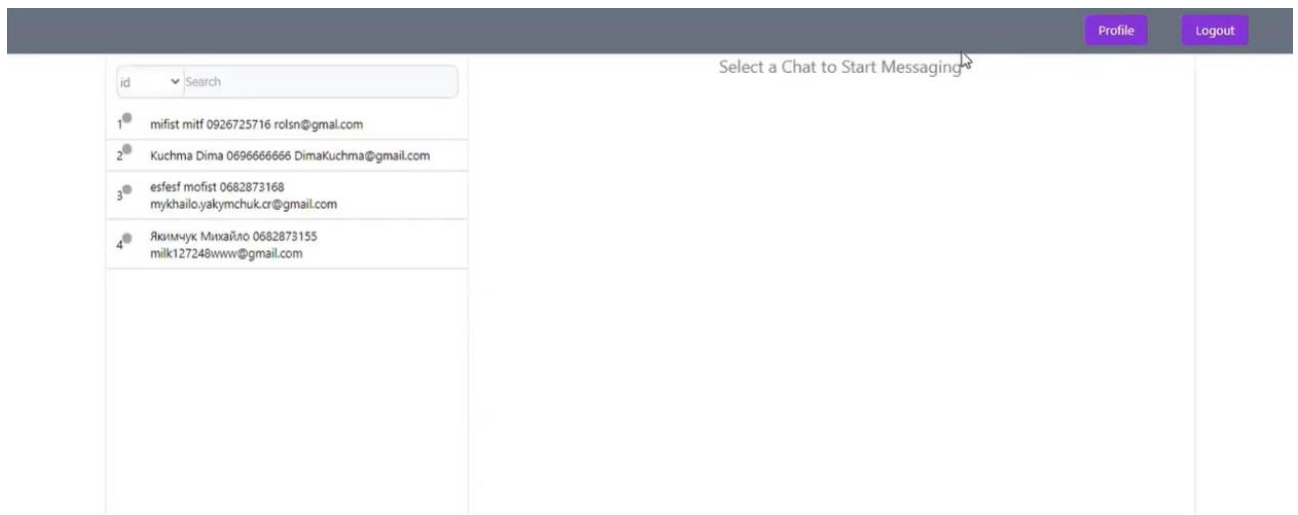 Profile Logout
Select a Chat to Start Messaging
id Search
1 mifist mitf 0926725716 rolsn@gmal.com
2 Kuchma Dima 0696666666 DimaKuchma@gmail.com
3 esfesf mofist 0682873168
mykhailo.yakymchuk.cr@gmail.com
4 Якимчук Михайло 0682873155
milk127248www@gmail.com